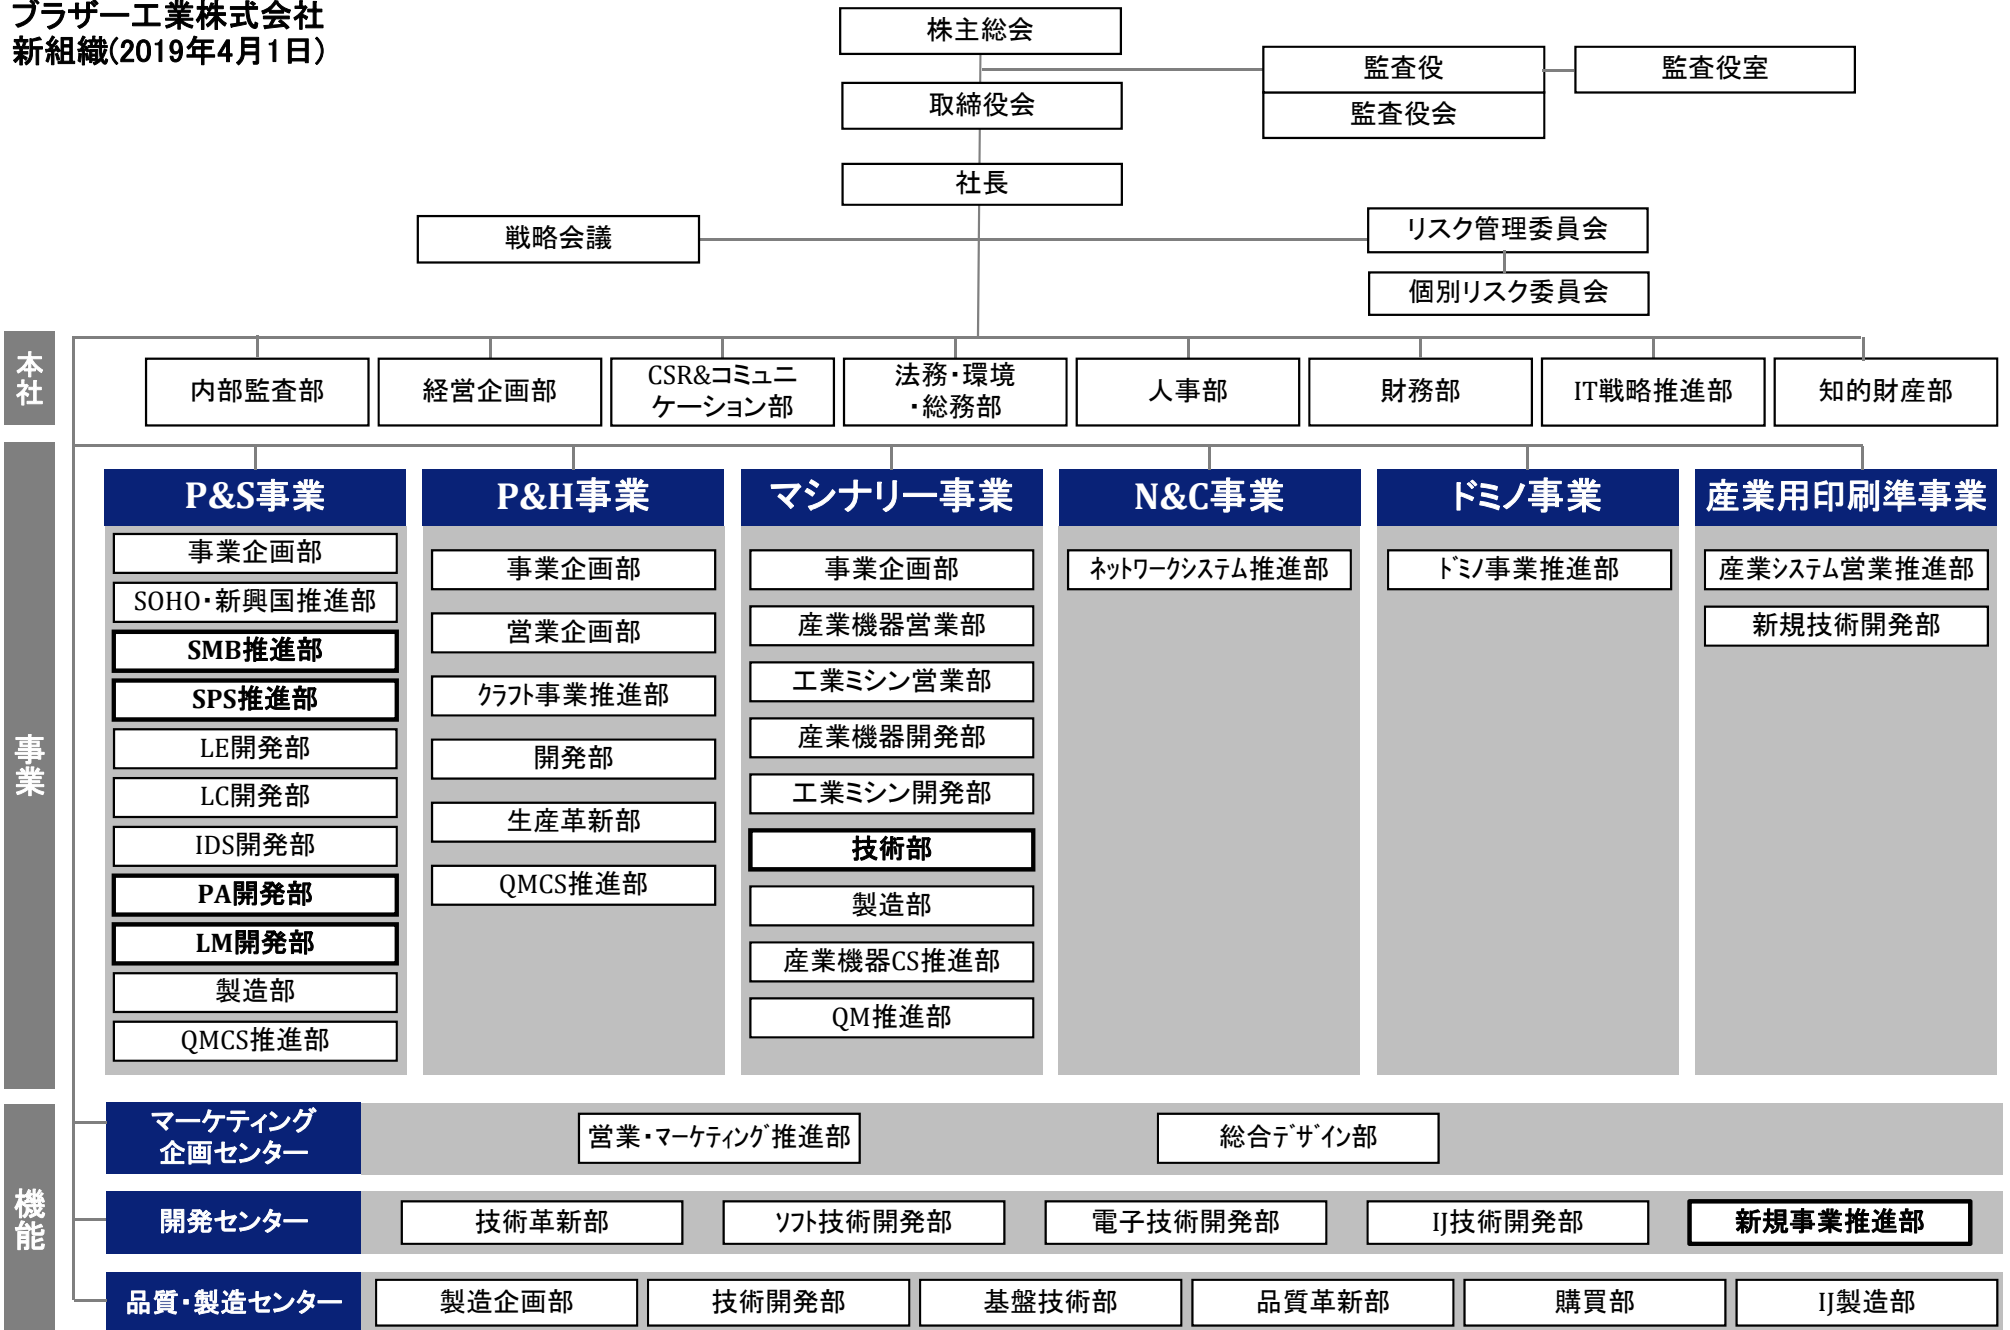 ブラザー工業株式会社
新組織(2019年4月1日)
株主総会
監査役
監査役室
取締役会
監査役会
社長
戦略会議
リスク管理委員会
個別リスク委員会
本社
内部監査部
経営企画部
CSR&コミュニ
ケーション部
法務・環境
・総務部
人事部
財務部
IT戦略推進部
知的財産部
事業
P&S事業
事業企画部
SOHO・新興国推進部
SMB推進部
SPS推進部
LE開発部
LC開発部
IDS開発部
PA開発部
LM開発部
製造部
QMCS推進部
P&H事業
事業企画部
営業企画部
ｸﾗﾌﾄ事業推進部
開発部
生産革新部
QMCS推進部
マシナリー事業
事業企画部
産業機器営業部
工業ミシン営業部
産業機器開発部
工業ミシン開発部
技術部
製造部
産業機器CS推進部
QM推進部
N&C事業
ﾈｯﾄﾜｰｸｼｽﾃﾑ推進部
ドミノ事業
ﾄﾞﾐﾉ事業推進部
産業用印刷準事業
産業ｼｽﾃﾑ営業推進部
新規技術開発部
機能
マーケティング
企画センター
営業・ﾏｰｹﾃｨﾝｸﾞ推進部
総合ﾃﾞｻﾞｲﾝ部
開発センター
技術革新部
ｿﾌﾄ技術開発部
電子技術開発部
IJ技術開発部
新規事業推進部
品質・製造センター
製造企画部
技術開発部
基盤技術部
品質革新部
購買部
IJ製造部